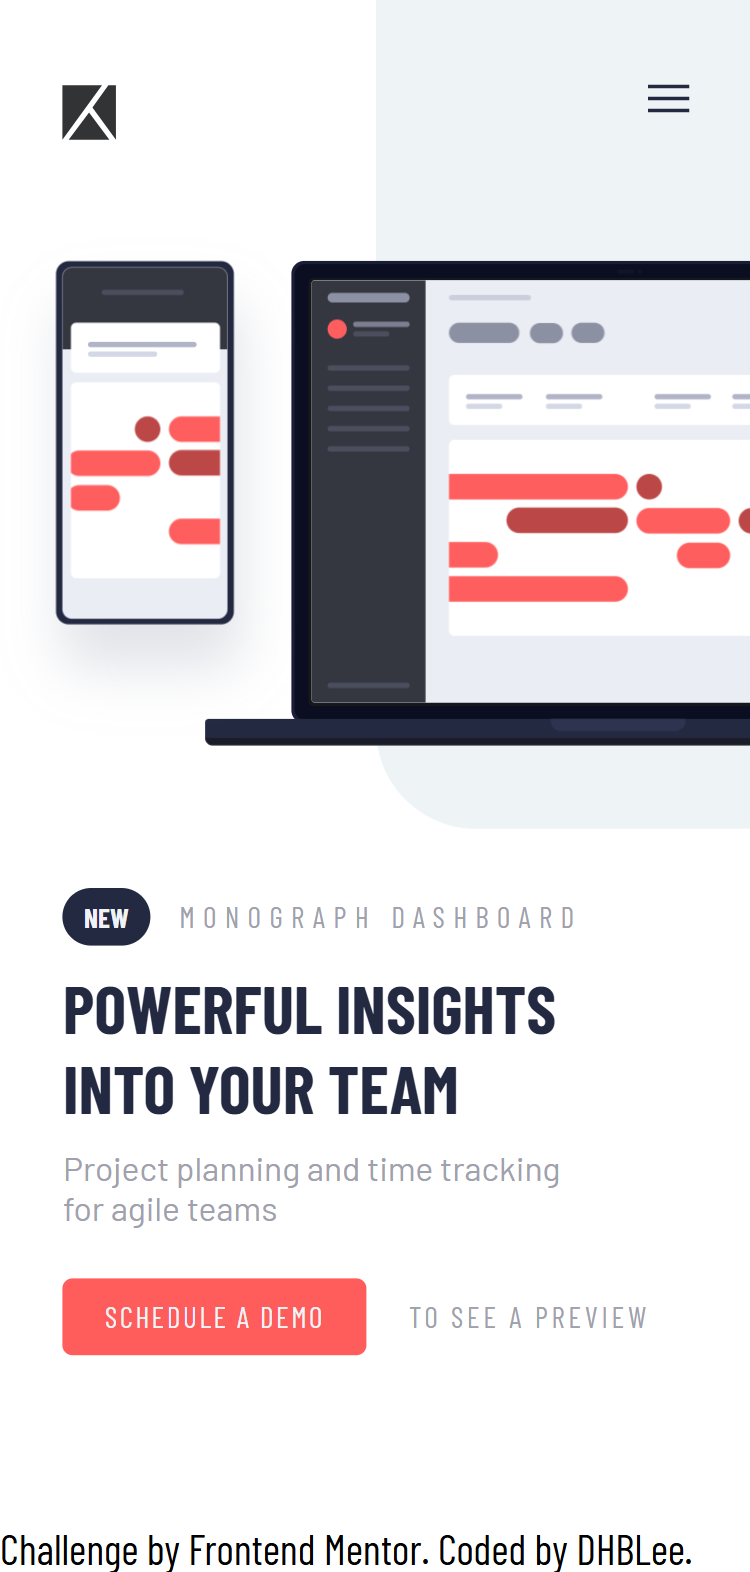 NEW MONOGRAPH DASHBOARD
POWERFUL INSIGHTS
INTO YOUR TEAM
Project planning and time tracking
for agile teams
SCHEDULE A DEMO TO SEE A PREVIEW
Challenge by Frontend Mentor. Coded by DHBLee.